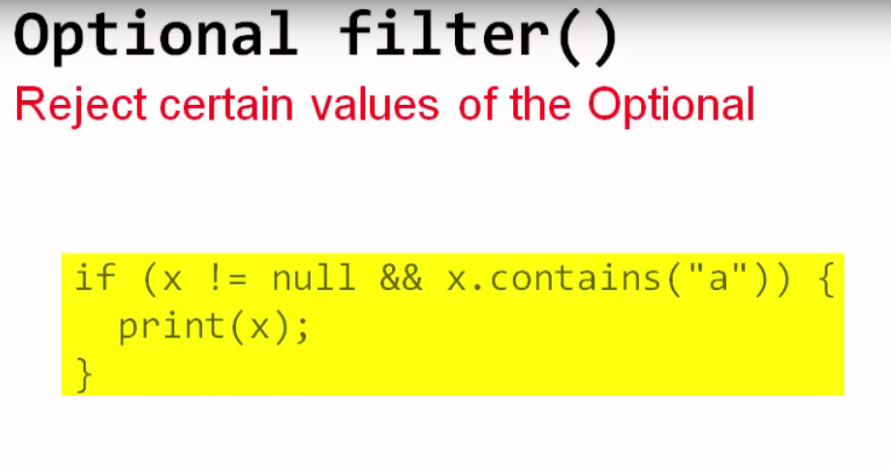 Optional filter()
Reject certain values of the Optional
if (x != null && x.contains("a")) {
  print(x);
}